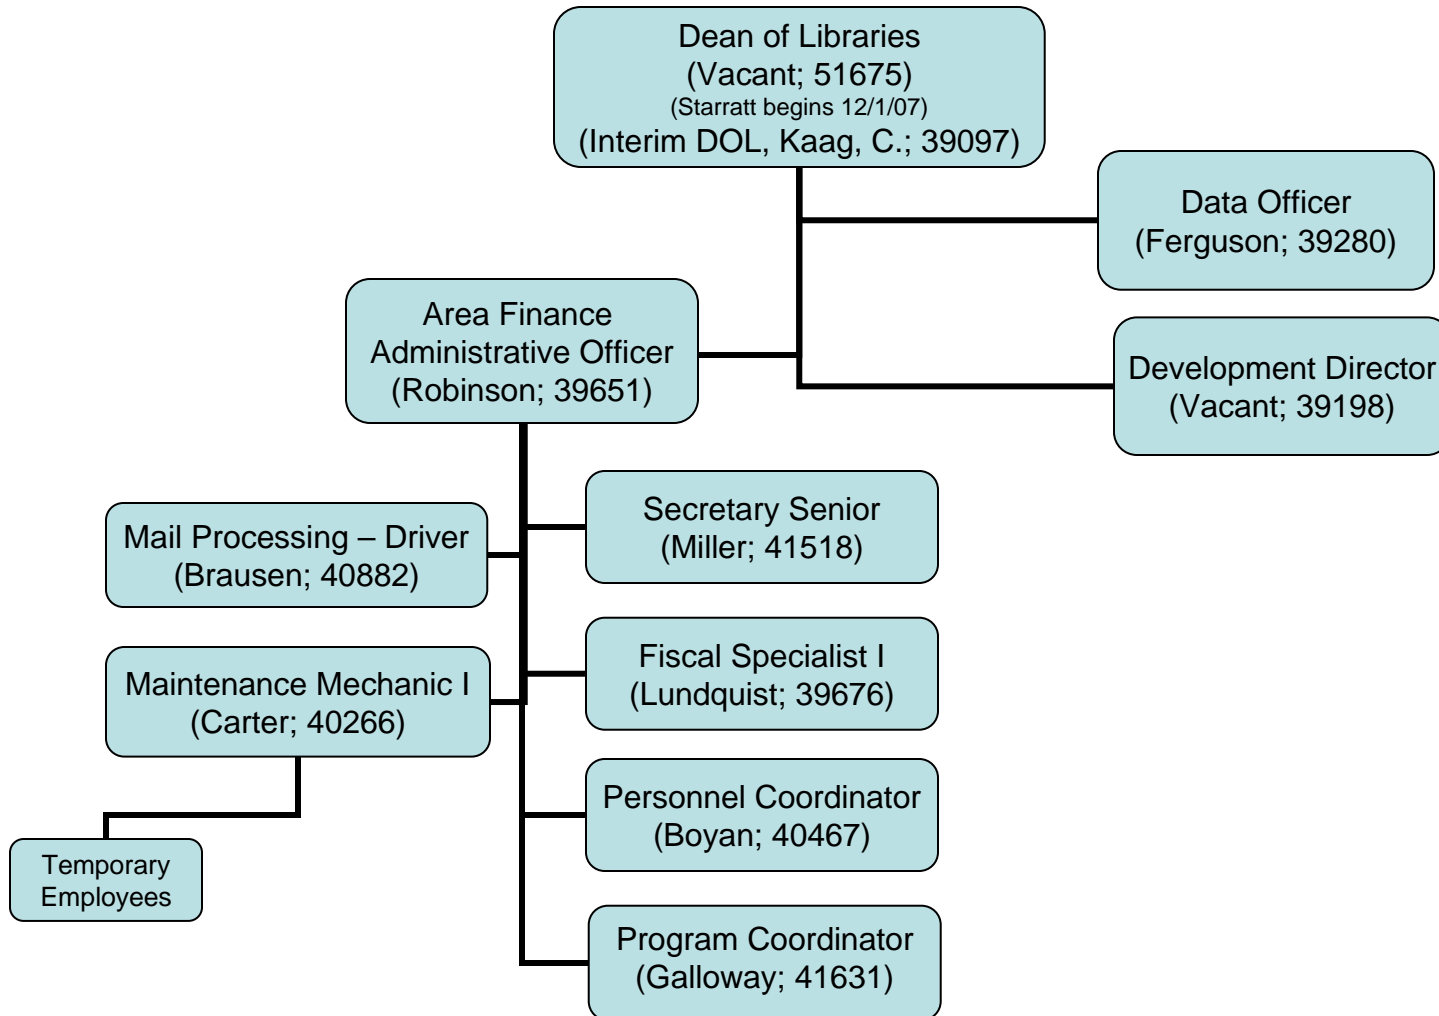 Dean of Libraries
(Vacant; 51675)
(Starratt begins 12/1/07)
(Interim DOL, Kaag, C.; 39097)
Data Officer
(Ferguson; 39280)
Area Finance
Administrative Officer
(Robinson; 39651)
Development Director
(Vacant; 39198)
Secretary Senior
(Miller; 41518)
Mail Processing – Driver
(Brausen; 40882)
Fiscal Specialist I
(Lundquist; 39676)
Maintenance Mechanic I
(Carter; 40266)
Personnel Coordinator
(Boyan; 40467)
Temporary
Employees
Program Coordinator
(Galloway; 41631)